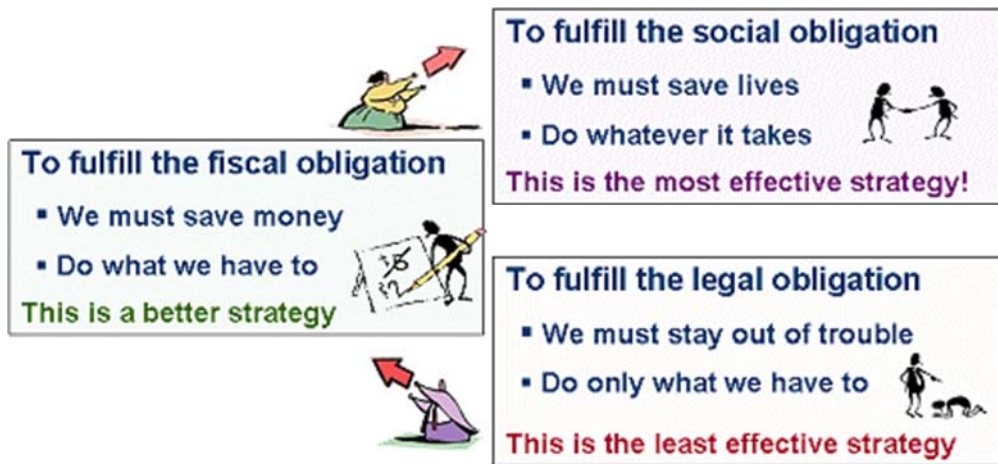 To fulfill the social obligation
▪ We must save lives
▪ Do whatever it takes
This is the most effective strategy!
To fulfill the fiscal obligation
▪ We must save money
▪ Do what we have to
This is a better strategy
To fulfill the legal obligation
▪ We must stay out of trouble
▪ Do only what we have to
This is the least effective strategy